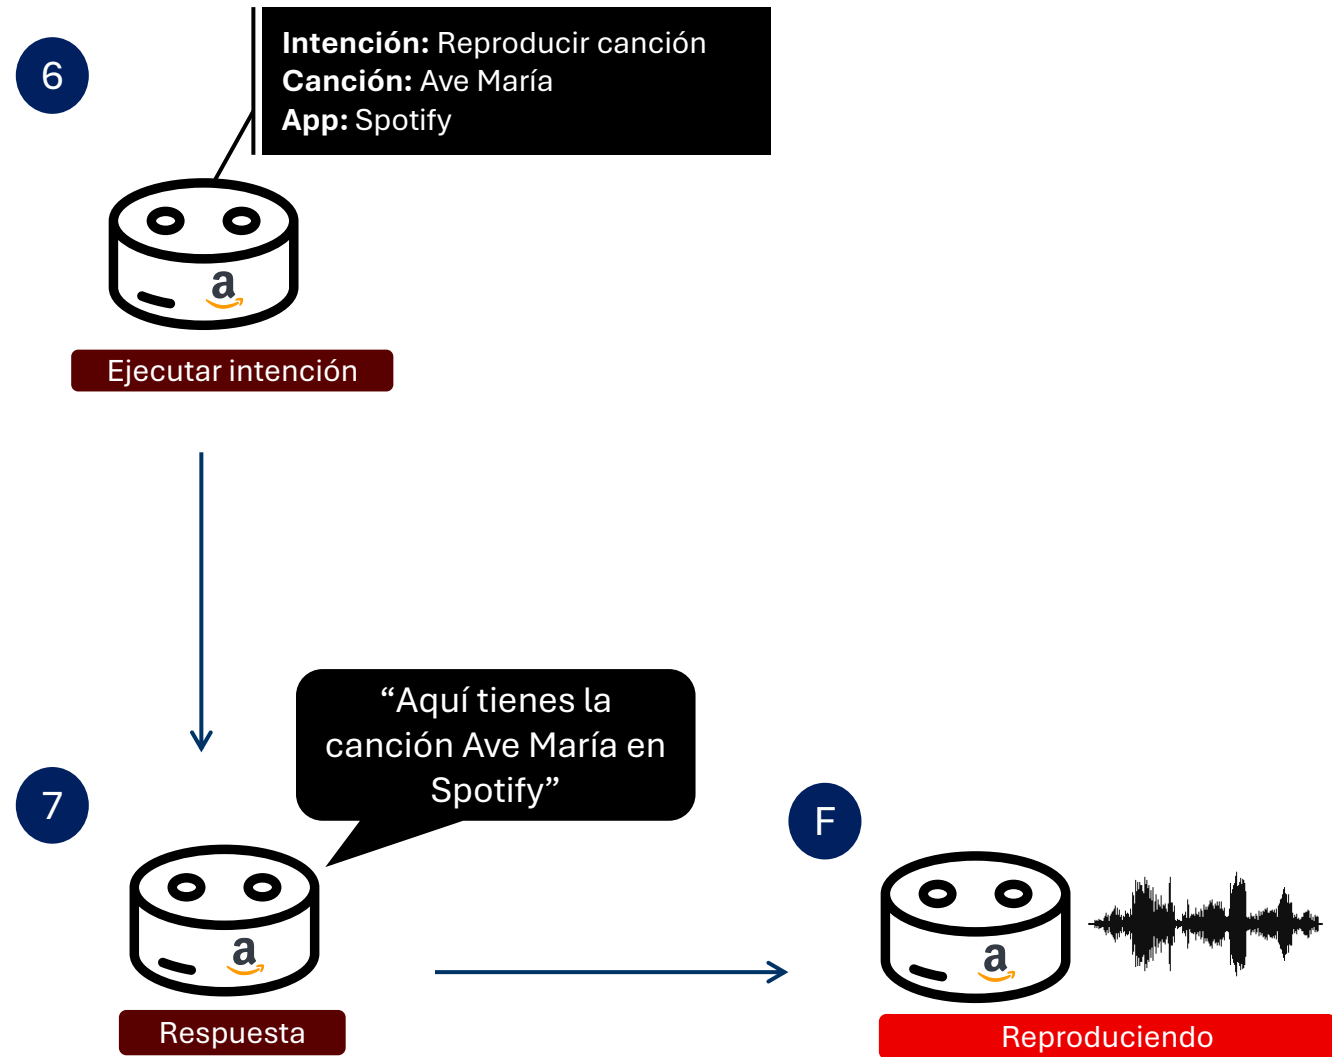 6
Intención: Reproducir canción
Canción: Ave María
App: Spotify
a
Ejecutar intención
“Aquí tienes la
canción Ave María en
Spotify”
7
a
Respuesta
F
a
Reproduciendo